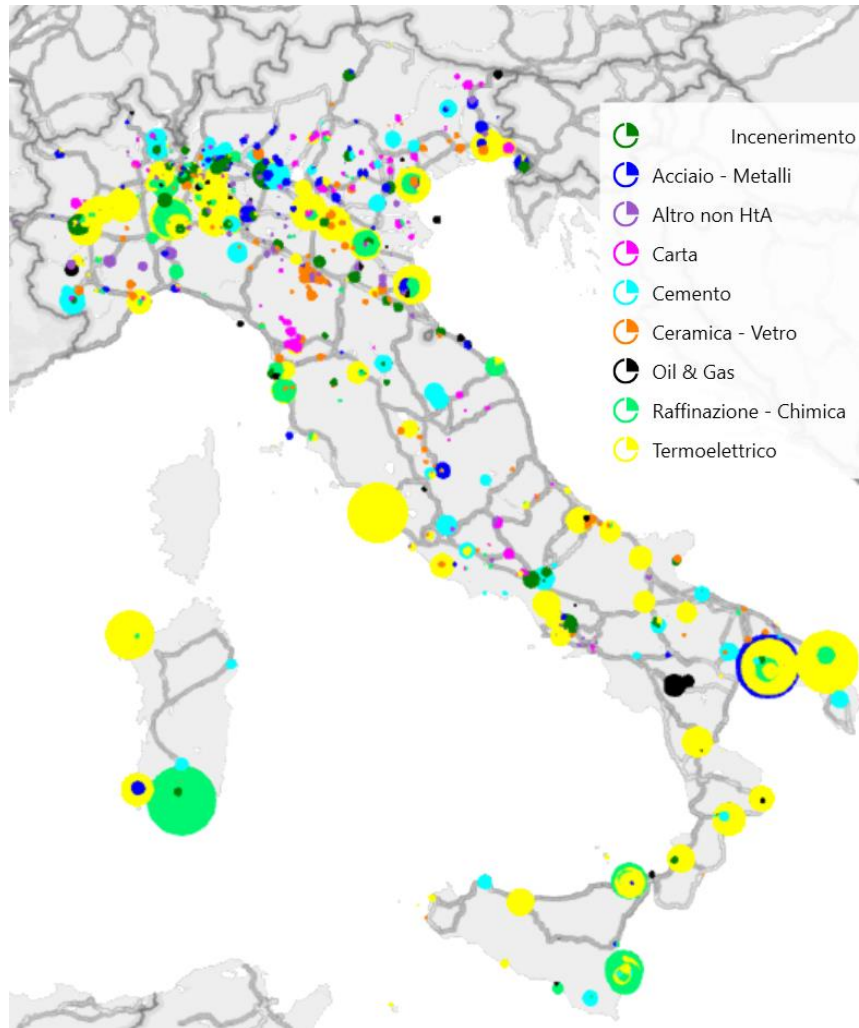 Incenerimento
Acciaio - Metalli
Altro non HtA
Carta
Cemento
Ceramica - Vetro
Oil & Gas
Raffinazione - Chimica
Termoelettrico